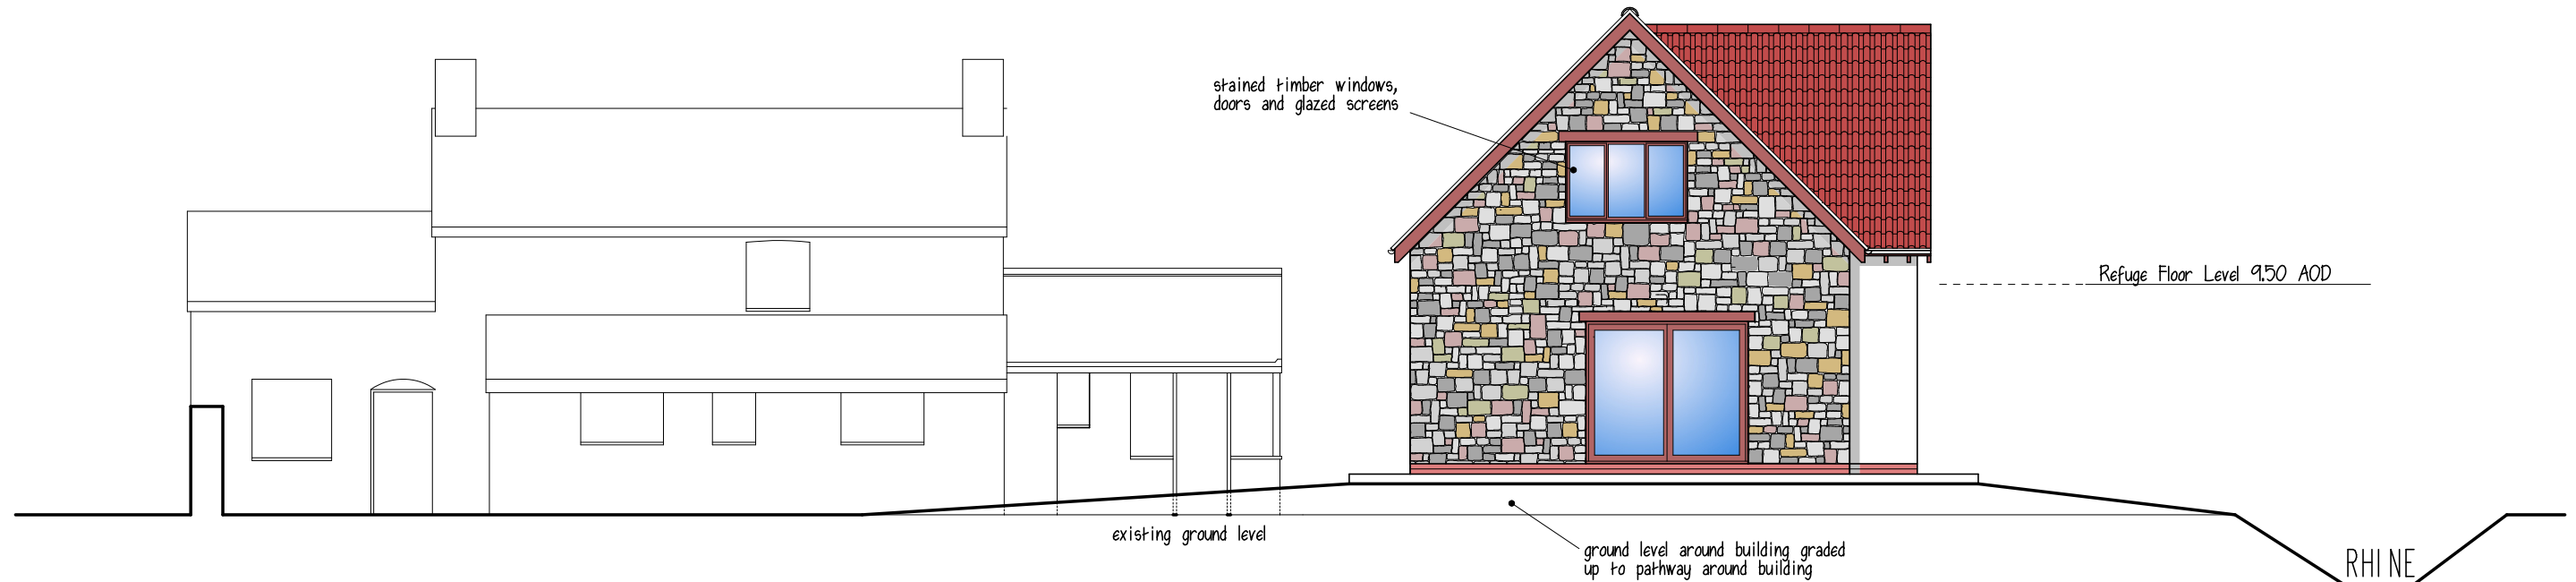 stained timber windows,
doors and glazed screens
Refuge Floor Level 9.50 AOD
existing ground level
ground level around building graded
up to pathway around building
RHINE